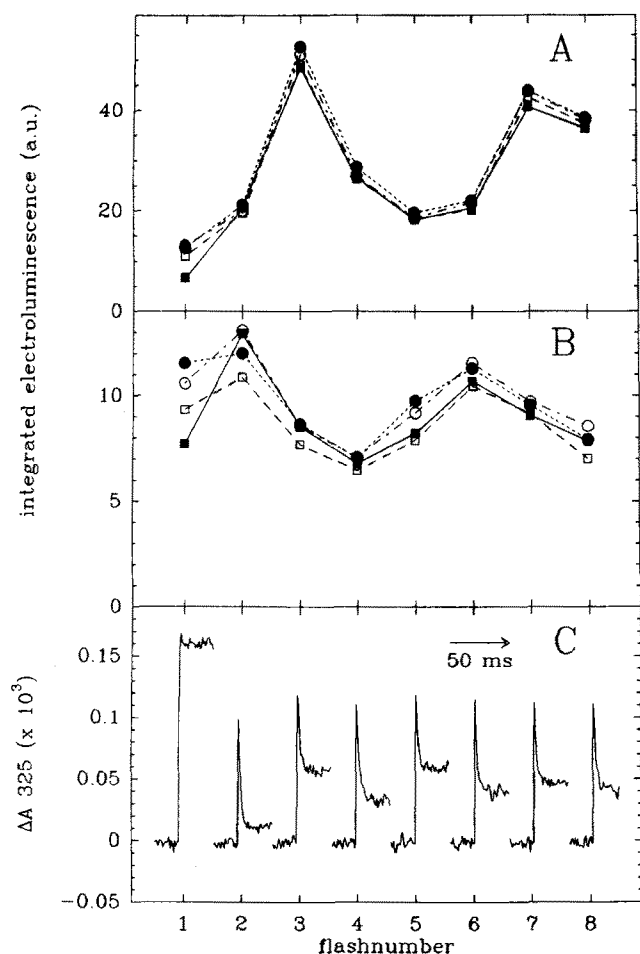 A
40
20
0
integrated electroluminescence (a.u.)
B
10
5
0
C
50 ms
0.15
0.1
0.05
0
−0.05
ΔA 325 (x 10³)
1 2 3 4 5 6 7 8
flashnumber